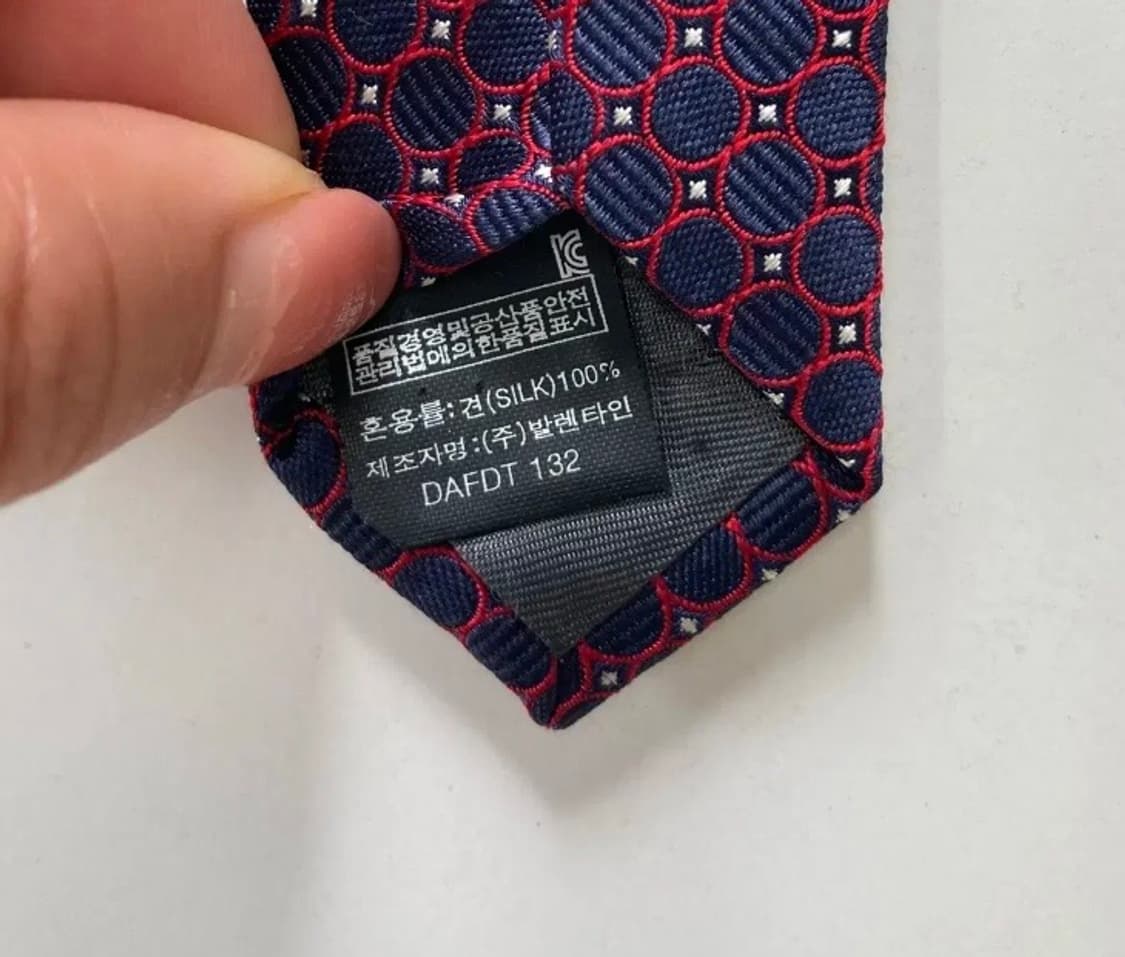 KC
품질경영및공산품안전
관리법에의한품질표시
혼용률:견(SILK)100%
제조자명:(주)발렌타인
DAFDT 132